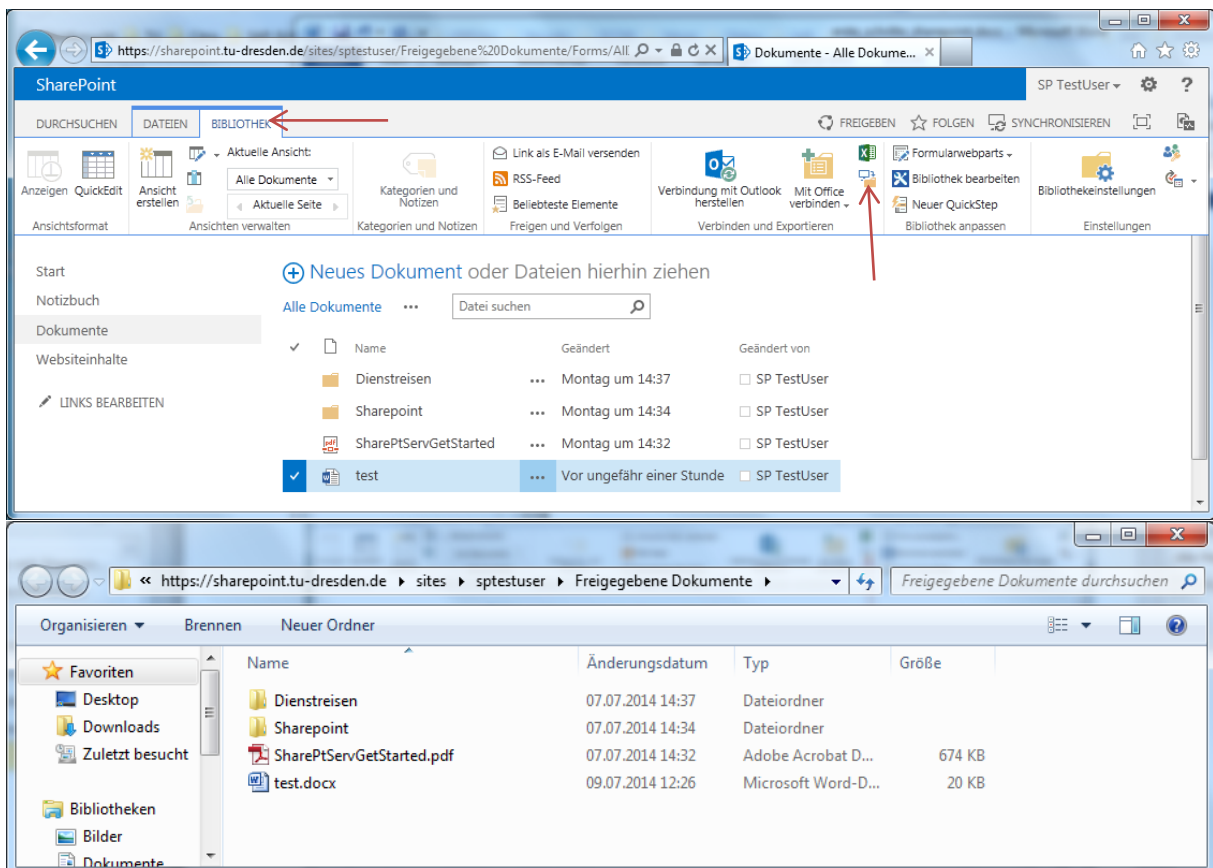 https://sharepoint.tu-dresden.de/sites/sptestuser/Freigegebene%20Dokumente/Forms/All
Dokumente - Alle Dokume...
SharePoint
SP TestUser
?
DURCHSUCHEN DATEIEN BIBLIOTHEK
FREIGEBEN FOLGEN SYNCHRONISIEREN
Anzeigen QuickEdit
Ansichtsformat
Ansicht erstellen
Aktuelle Ansicht:
Alle Dokumente
Aktuelle Seite
Ansichten verwalten
Kategorien und
Notizen
Kategorien und Notizen
Link als E-Mail versenden
RSS-Feed
Beliebteste Elemente
Freigen und Verfolgen
Verbindung mit Outlook
herstellen
Mit Office
verbinden
Verbinden und Exportieren
Formularwebparts
Bibliothek bearbeiten
Neuer QuickStep
Bibliothek anpassen
Bibliothekeinstellungen
Einstellungen
Start
Notizbuch
Dokumente
Websiteinhalte
LINKS BEARBEITEN
Neues Dokument oder Dateien hierhin ziehen
Alle Dokumente ... Datei suchen
Name Geändert Geändert von
Dienstreisen ... Montag um 14:37 SP TestUser
Sharepoint ... Montag um 14:34 SP TestUser
SharePtServGetStarted ... Montag um 14:32 SP TestUser
test ... Vor ungefähr einer Stunde SP TestUser
« https://sharepoint.tu-dresden.de ▸ sites ▸ sptestuser ▸ Freigegebene Dokumente ▸
Freigegebene Dokumente durchsuchen
Organisieren Brennen Neuer Ordner
Favoriten
Desktop
Downloads
Zuletzt besucht
Bibliotheken
Bilder
Dokumente
Name Änderungsdatum Typ Größe
Dienstreisen 07.07.2014 14:37 Dateiordner
Sharepoint 07.07.2014 14:34 Dateiordner
SharePtServGetStarted.pdf 07.07.2014 14:32 Adobe Acrobat D... 674 KB
test.docx 09.07.2014 12:26 Microsoft Word-D... 20 KB